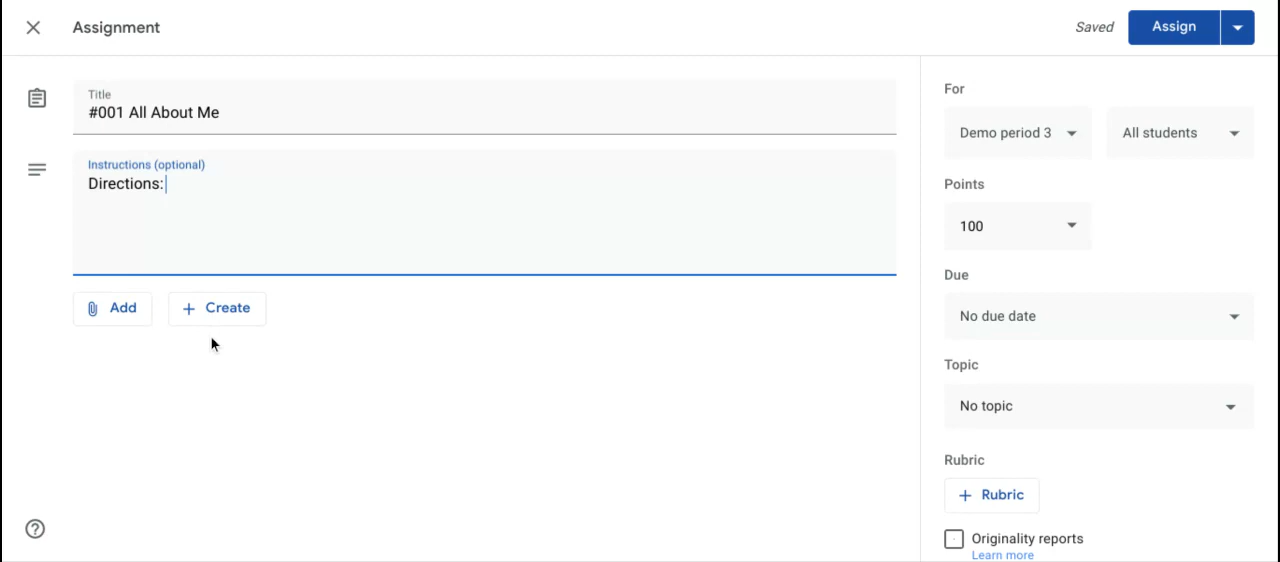 Assignment
Saved
Assign
Title
#001 All About Me
Instructions (optional)
Directions:
Add
Create
For
Demo period 3
All students
Points
100
Due
No due date
Topic
No topic
Rubric
Rubric
Originality reports
Learn more